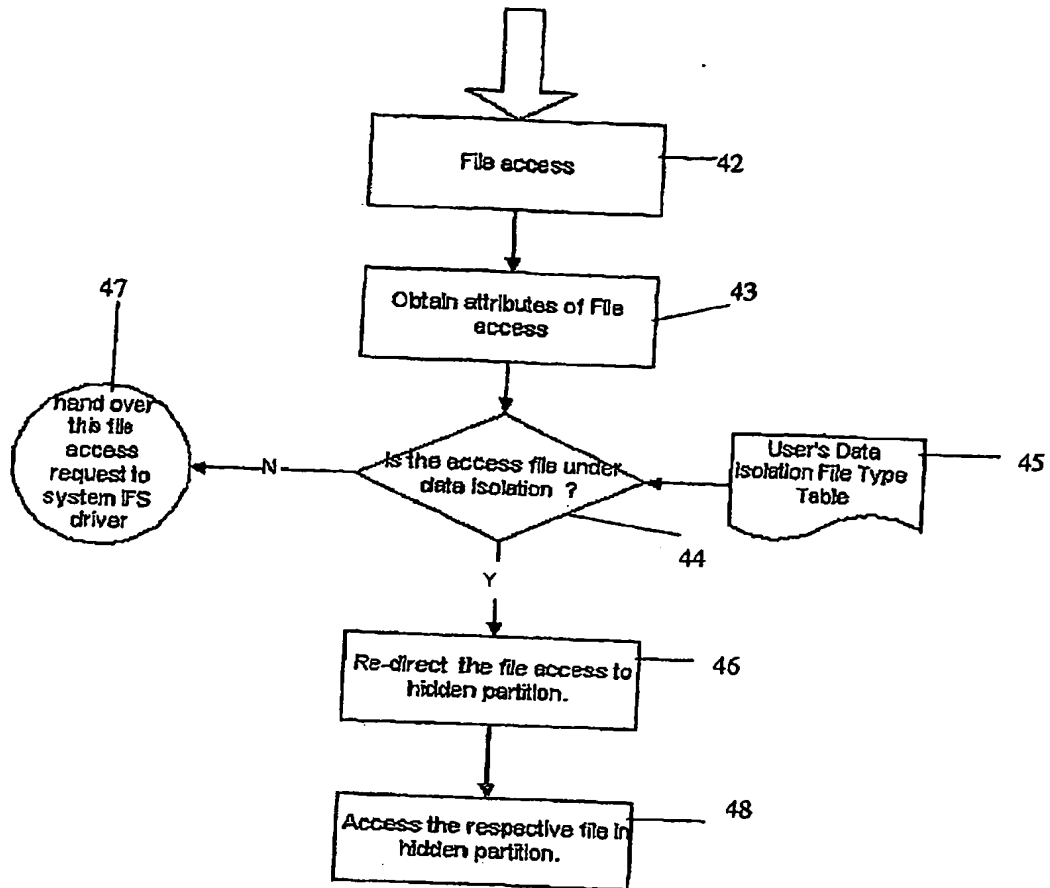 File access
42
Obtain attributes of File
access
43
47
hand over
this file
access
request to
system IFS
driver
N
Is the access file under
data isolation ?
User's Data
Isolation File Type
Table
45
44
Y
Re-direct the file access to
hidden partition.
46
Access the respective file in
hidden partition.
48